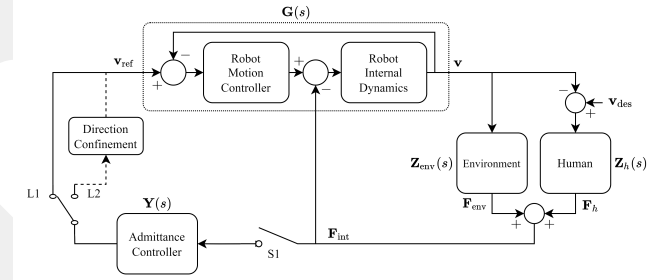 G(s)
v_ref
+
−
Robot
Motion
Controller
+
−
Robot
Internal
Dynamics
v
−
+
v_des
Direction
Confinement
Z_env(s)
Environment
Human
Z_h(s)
L1
L2
Y(s)
Admittance
Controller
S1
F_int
F_env
F_h
+
+